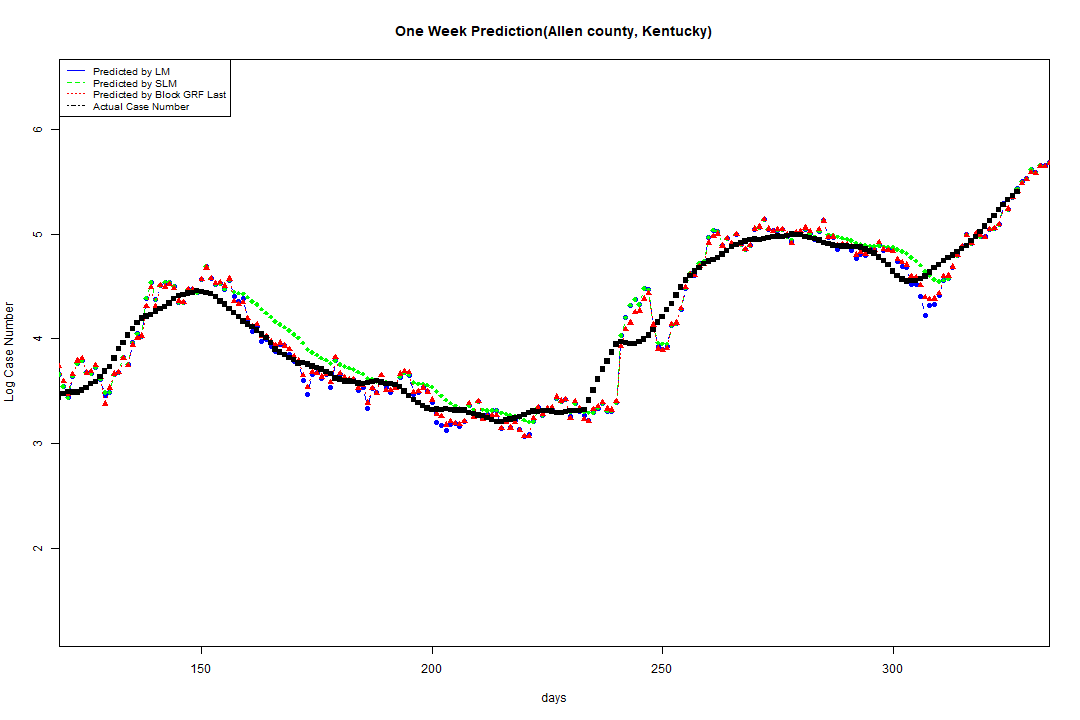 One Week Prediction(Allen county, Kentucky)
Predicted by LM
Predicted by SLM
Predicted by Block GRF Last
Actual Case Number
6
5
4
3
2
Log Case Number
150
200
250
300
days